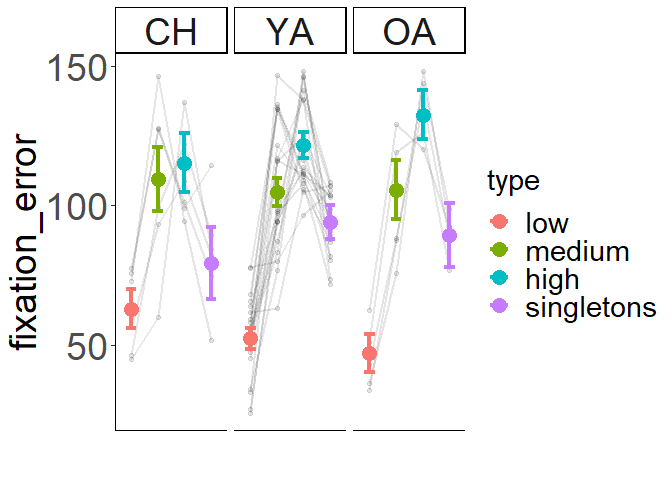 CH YA OA
150
100
50
fixation_error
type
low
medium
high
singletons